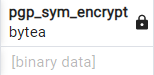 pgp_sym_encrypt
bytea
[binary data]